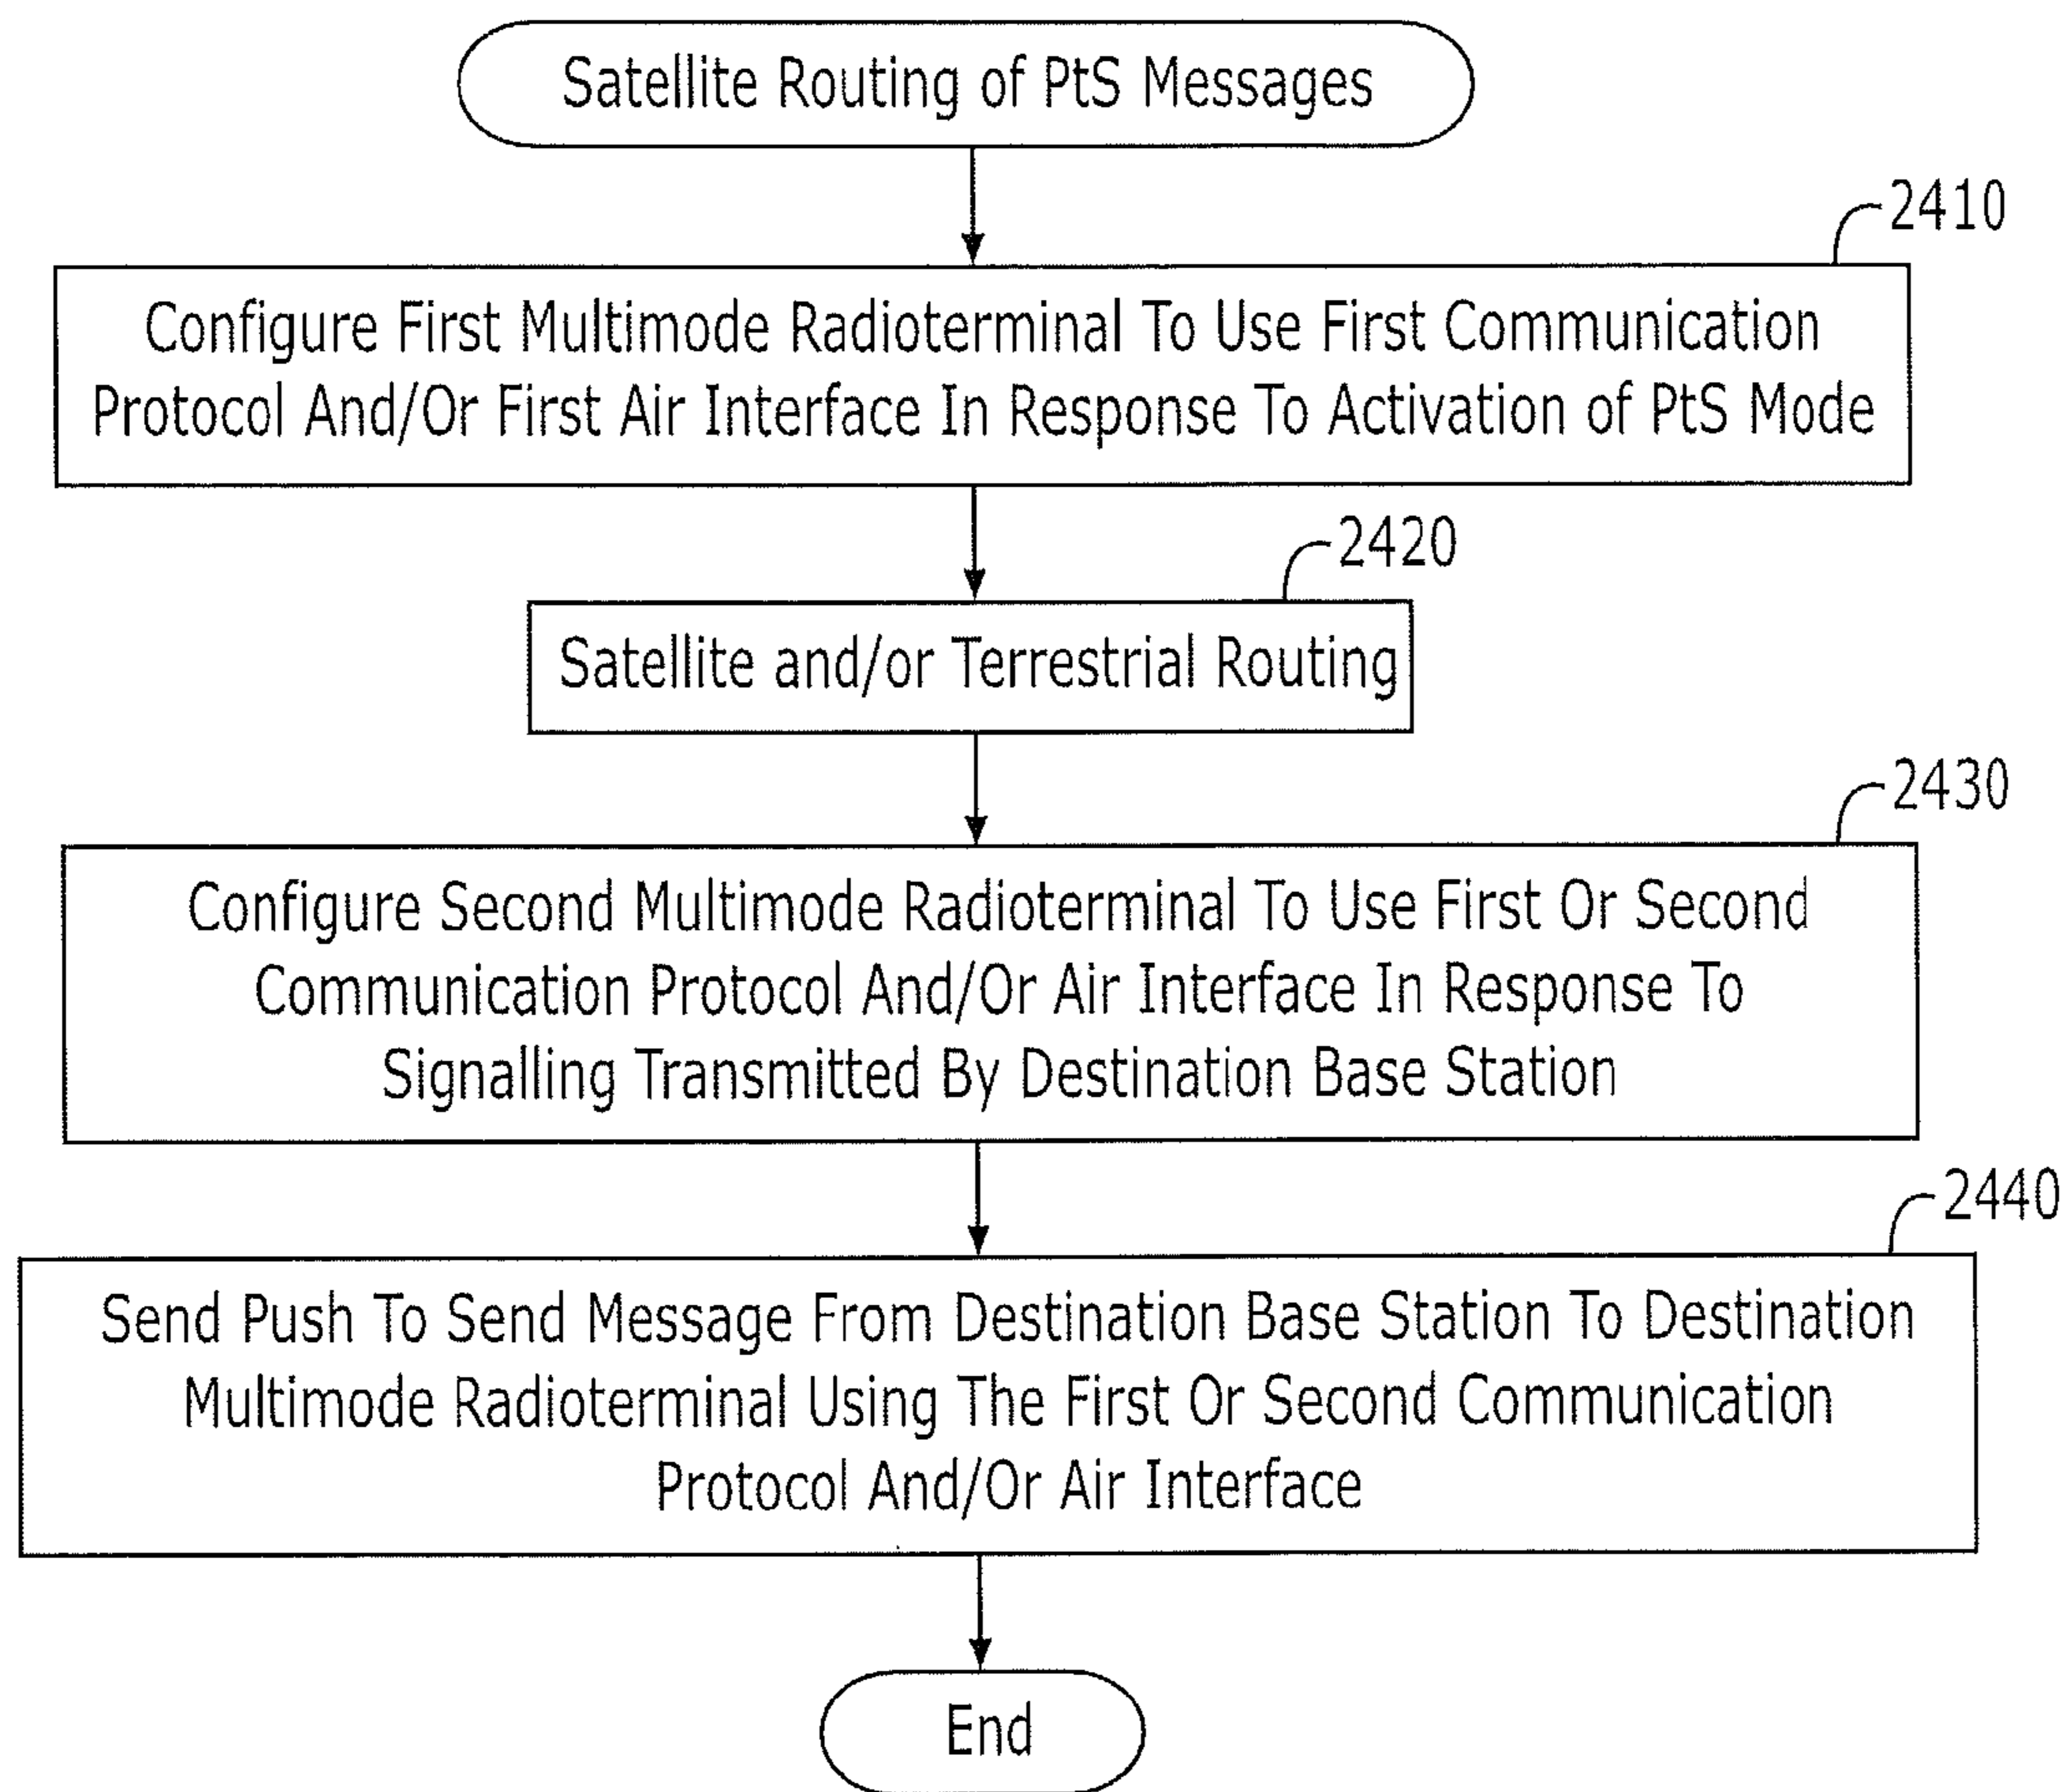 Satellite Routing of PtS Messages
2410
Configure First Multimode Radioterminal To Use First Communication
Protocol And/Or First Air Interface In Response To Activation of PtS Mode
2420
Satellite and/or Terrestrial Routing
2430
Configure Second Multimode Radioterminal To Use First Or Second
Communication Protocol And/Or Air Interface In Response To
Signalling Transmitted By Destination Base Station
2440
Send Push To Send Message From Destination Base Station To Destination
Multimode Radioterminal Using The First Or Second Communication
Protocol And/Or Air Interface
End